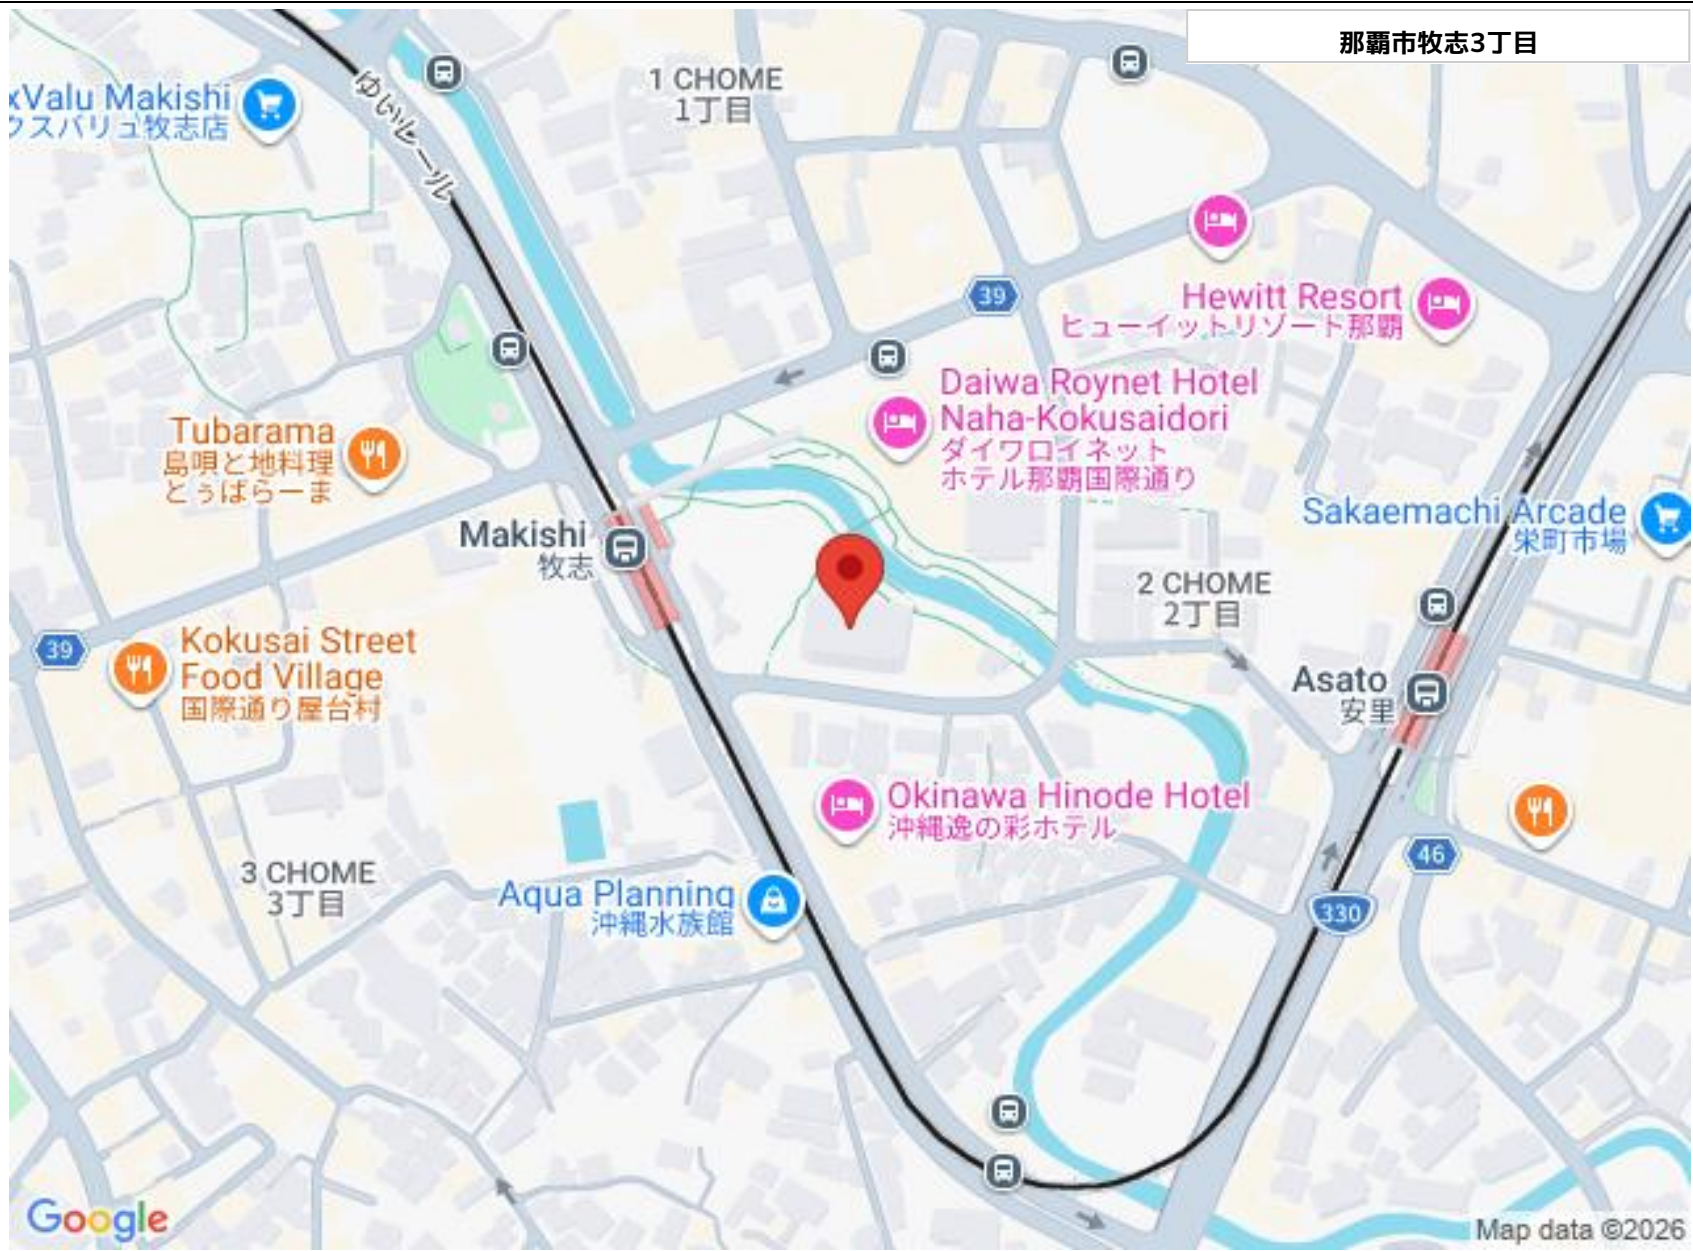 那覇市牧志3丁目
1 CHOME
1丁目
xValu Makishi
クスバリュ牧志店
ゆいレール
39
Hewitt Resort
ヒューイットリゾート那覇
Daiwa Roynet Hotel
Naha-Kokusaidori
ダイワロイネット
ホテル那覇国際通り
Tubarama
島唄と地料理
とぅばらーま
Sakaemachi Arcade
栄町市場
Makishi
牧志
2 CHOME
2丁目
39
Kokusai Street
Food Village
国際通り屋台村
Asato
安里
Okinawa Hinode Hotel
沖縄逸の彩ホテル
46
3 CHOME
3丁目
Aqua Planning
沖縄水族館
330
Google
Map data ©2026